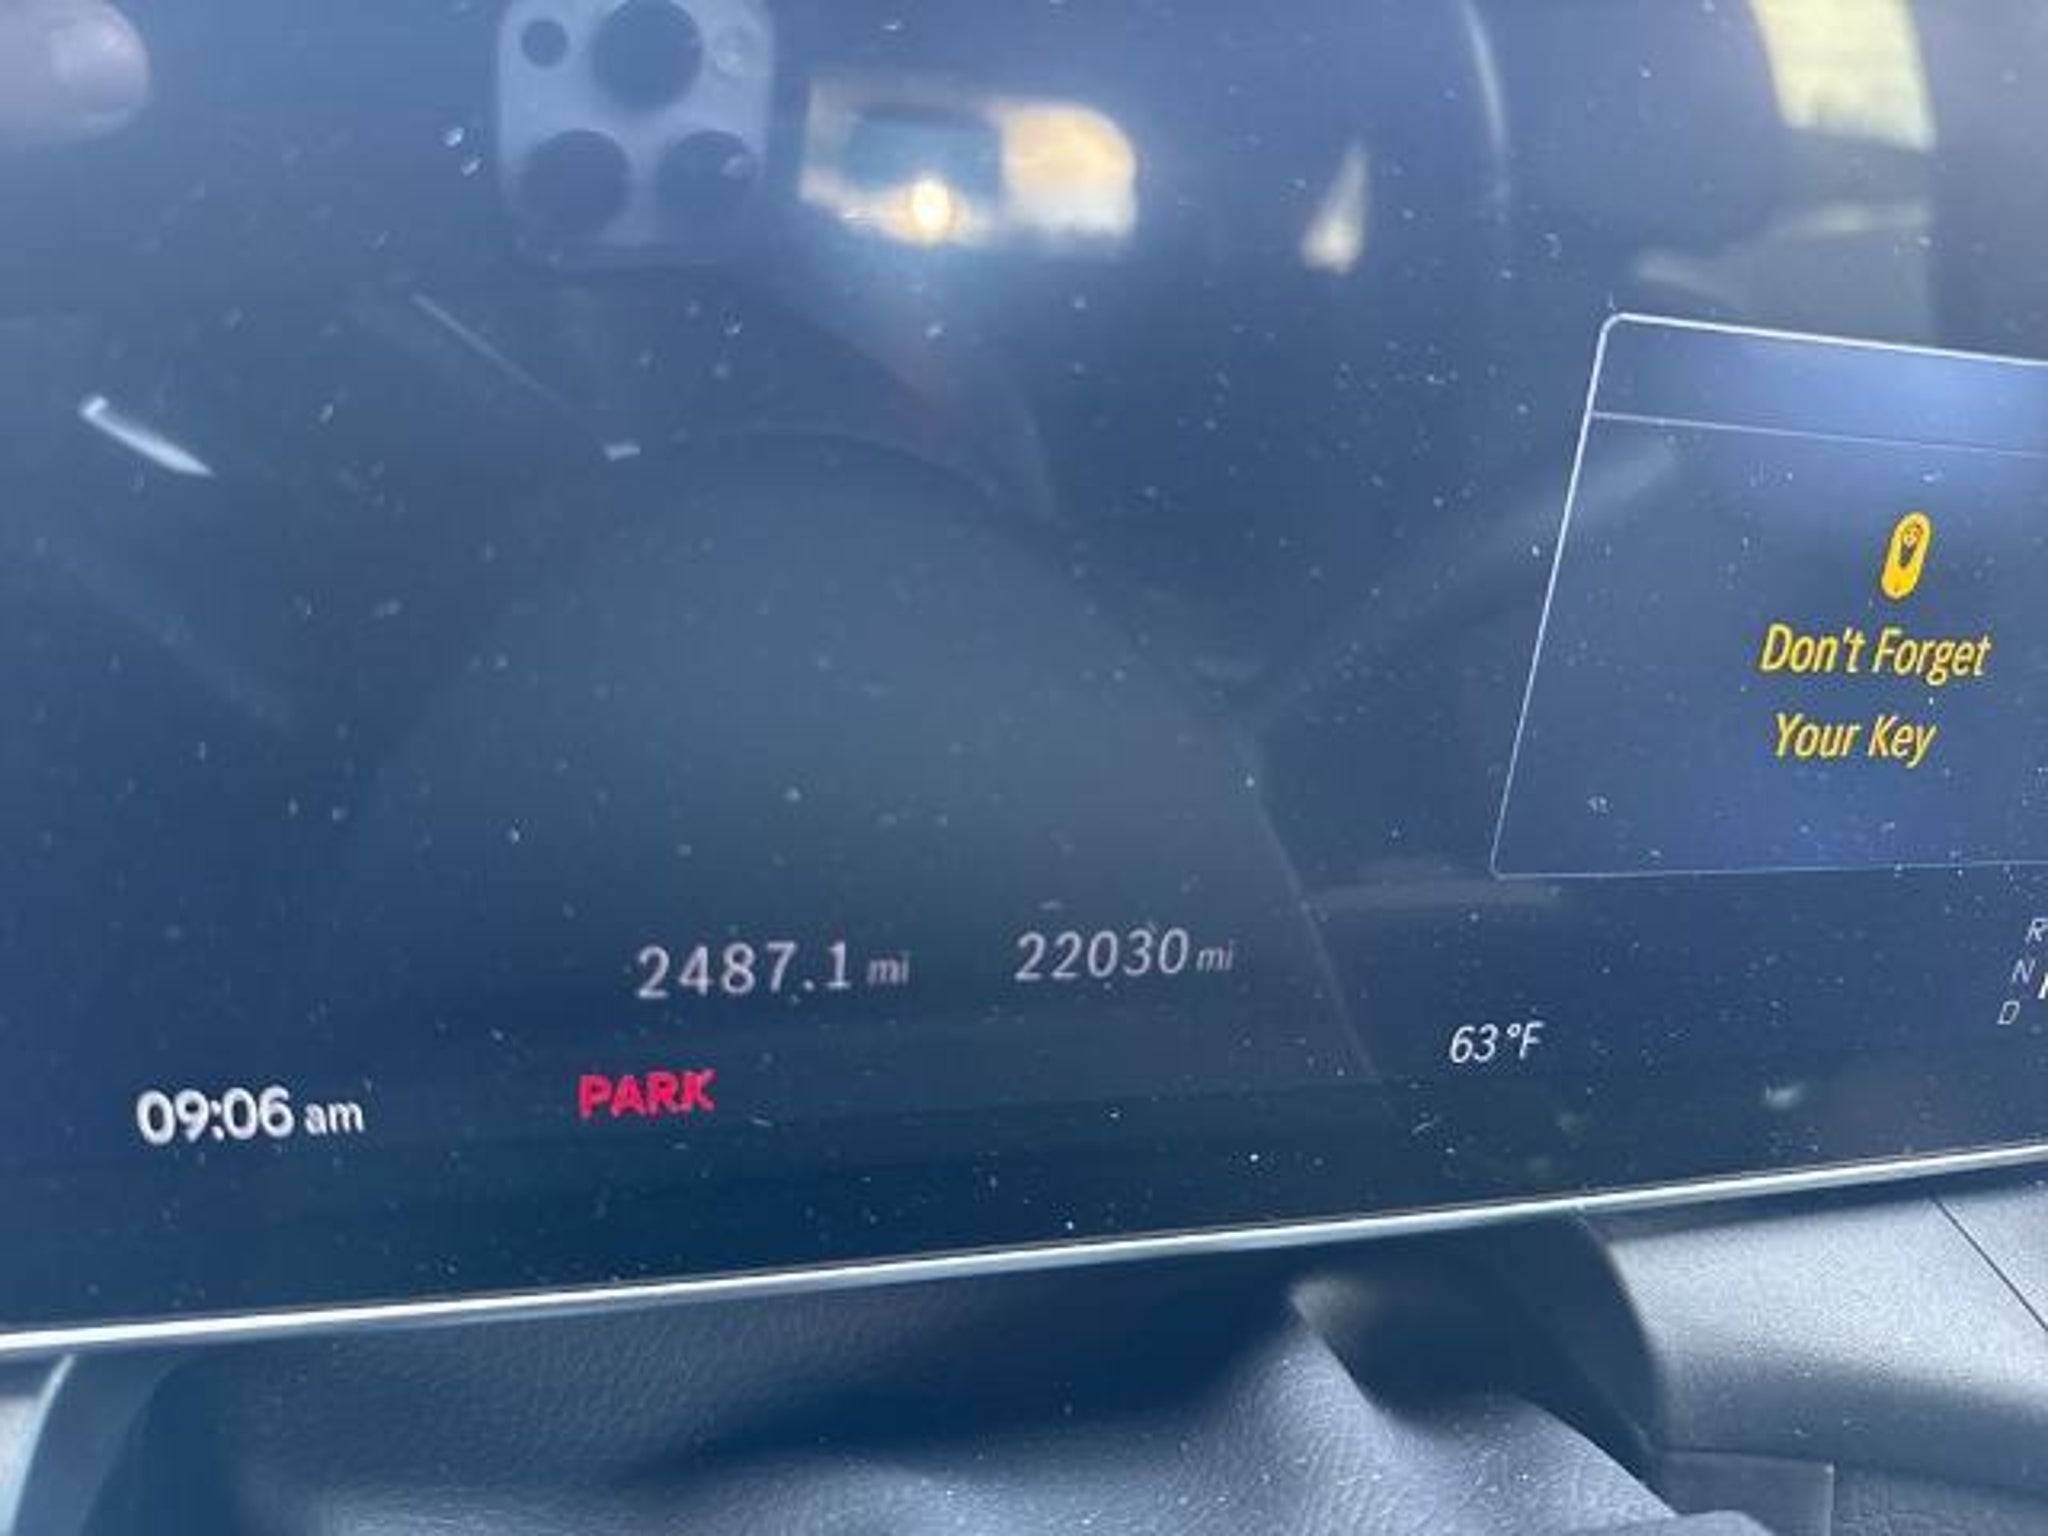 Don't Forget
Your Key
2487.1 mi
22030 mi
R
N
D
63°F
09:06 am
PARK